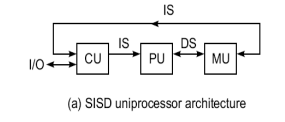 IS
I/O CU IS PU DS MU
(a) SISD uniprocessor architecture